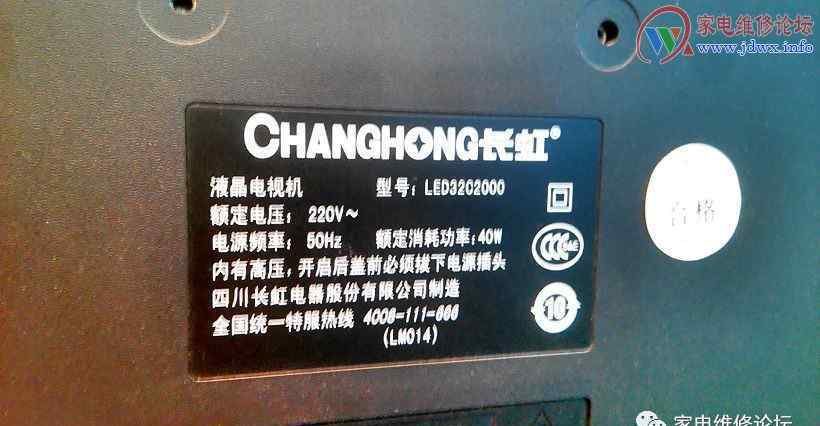 家电维修论坛
www.jdwx.info
CHANGHONG长虹®
液晶电视机 型号：LED32C2000
额定电压：220V～
电源频率：50Hz 额定消耗功率：40W
内有高压，开启后盖前必须拔下电源插头
四川长虹电器股份有限公司制造
全国统一特服热线 4008-111-666
(LM014)
10
合格
家电维修论坛